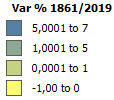 Var % 1861/2019
5,0001 to 7
1,0001 to 5
0,0001 to 1
-1,00 to 0